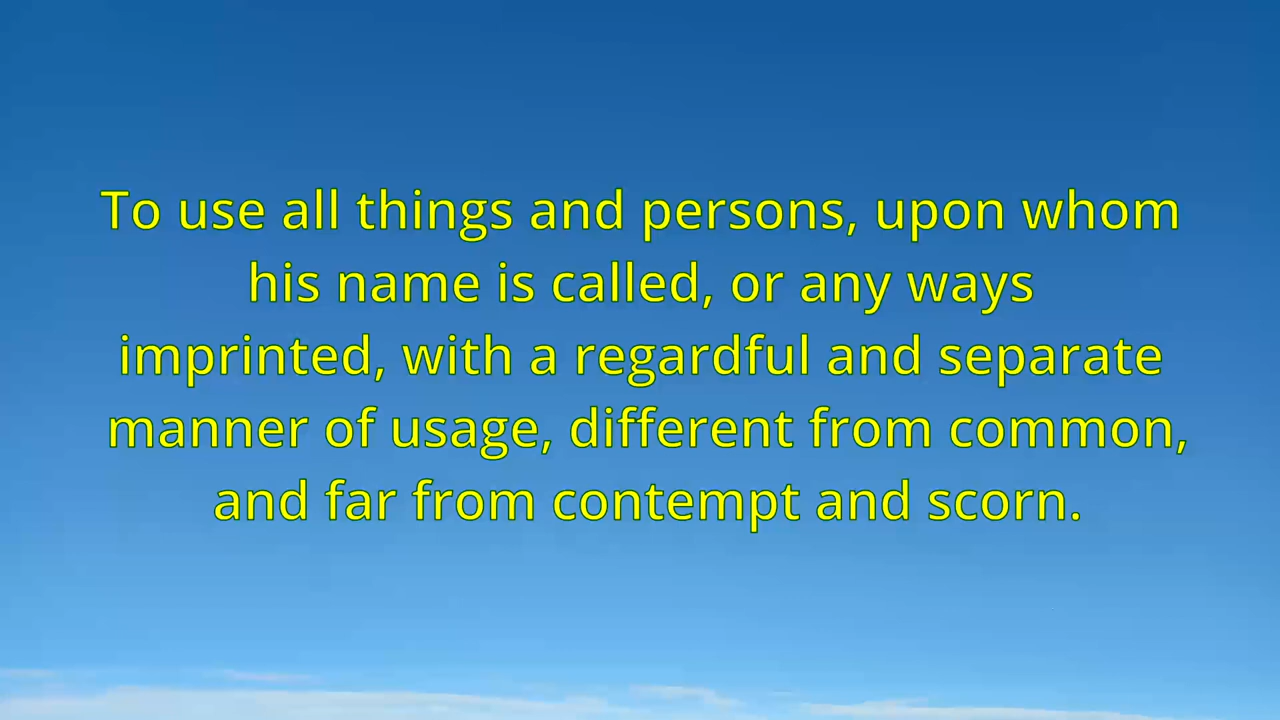 To use all things and persons, upon whom
his name is called, or any ways
imprinted, with a regardful and separate
manner of usage, different from common,
and far from contempt and scorn.